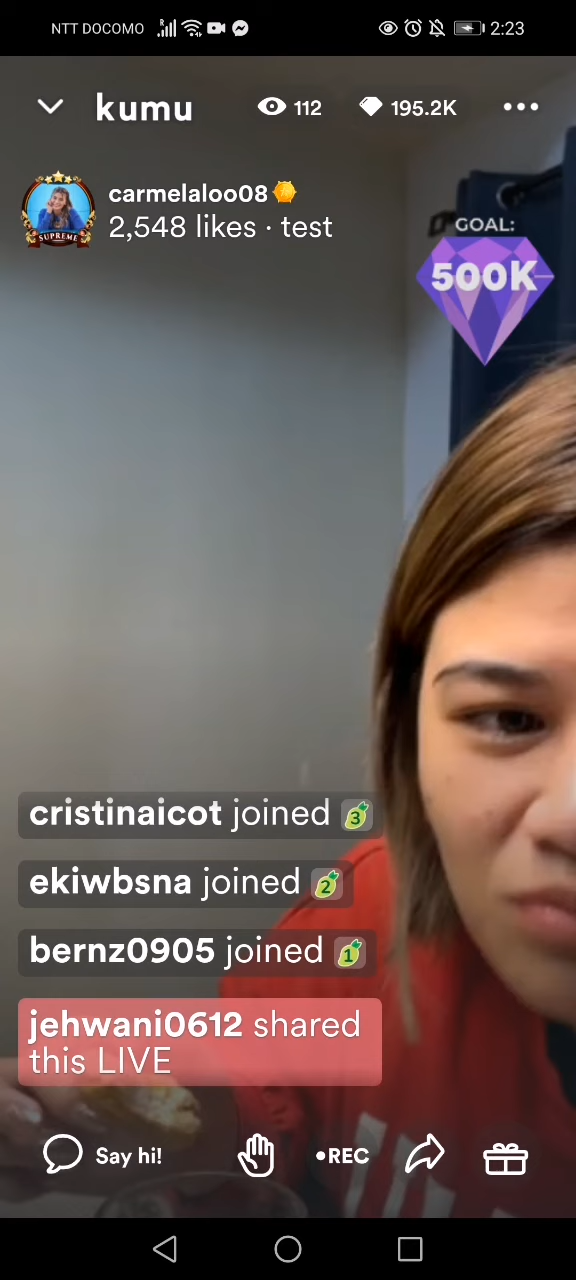 NTT DOCOMO 2:23
kumu 112 195.2K
carmelaloo08
2,548 likes · test
SUPREME
GOAL:
500K
cristinaicot joined 3
ekiwbsna joined 2
bernz0905 joined 1
jehwani0612 shared
this LIVE
Say hi! •REC